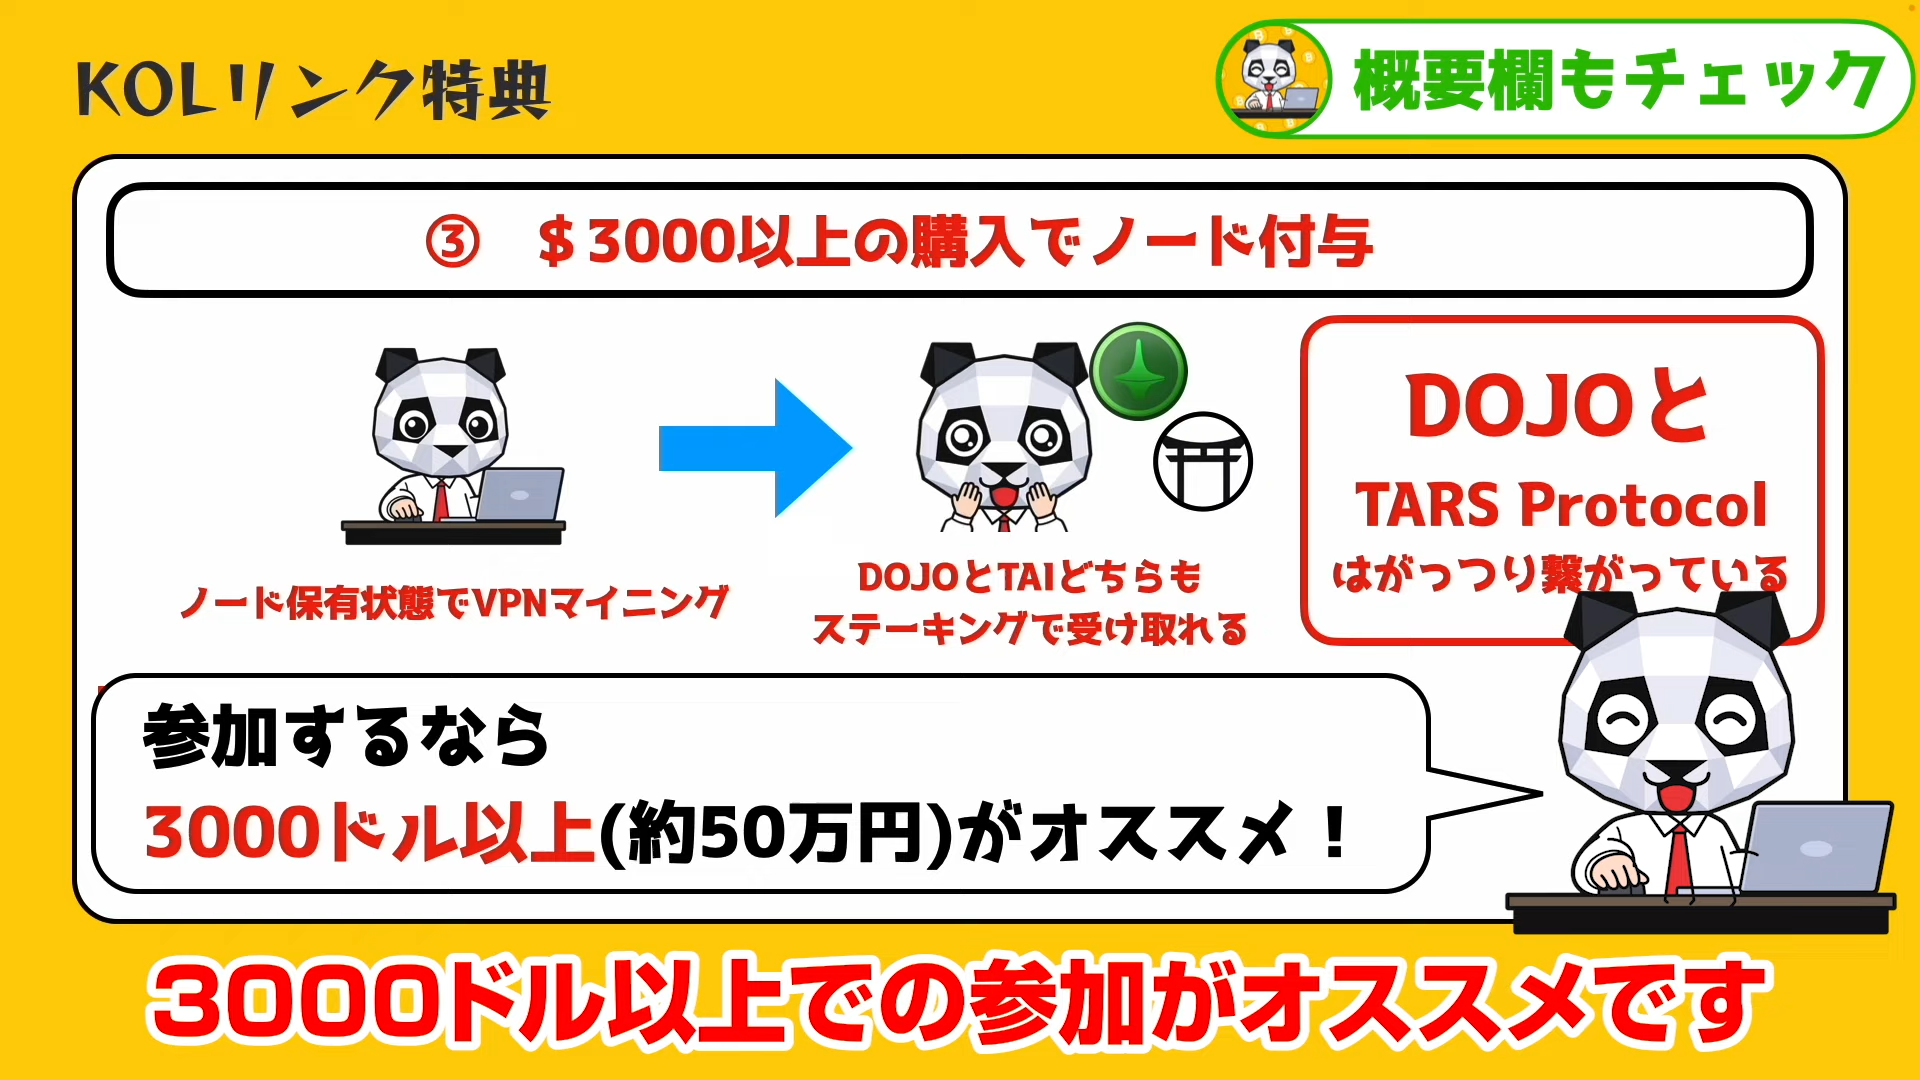 KOLリンク特典
概要欄もチェック
③ ＄3000以上の購入でノード付与
ノード保有状態でVPNマイニング
DOJOとTAIどちらも
ステーキングで受け取れる
DOJOと
TARS Protocol
はがっつり繋がっている
参加するなら
3000ドル以上(約50万円)がオススメ！
3000ドル以上での参加がオススメです